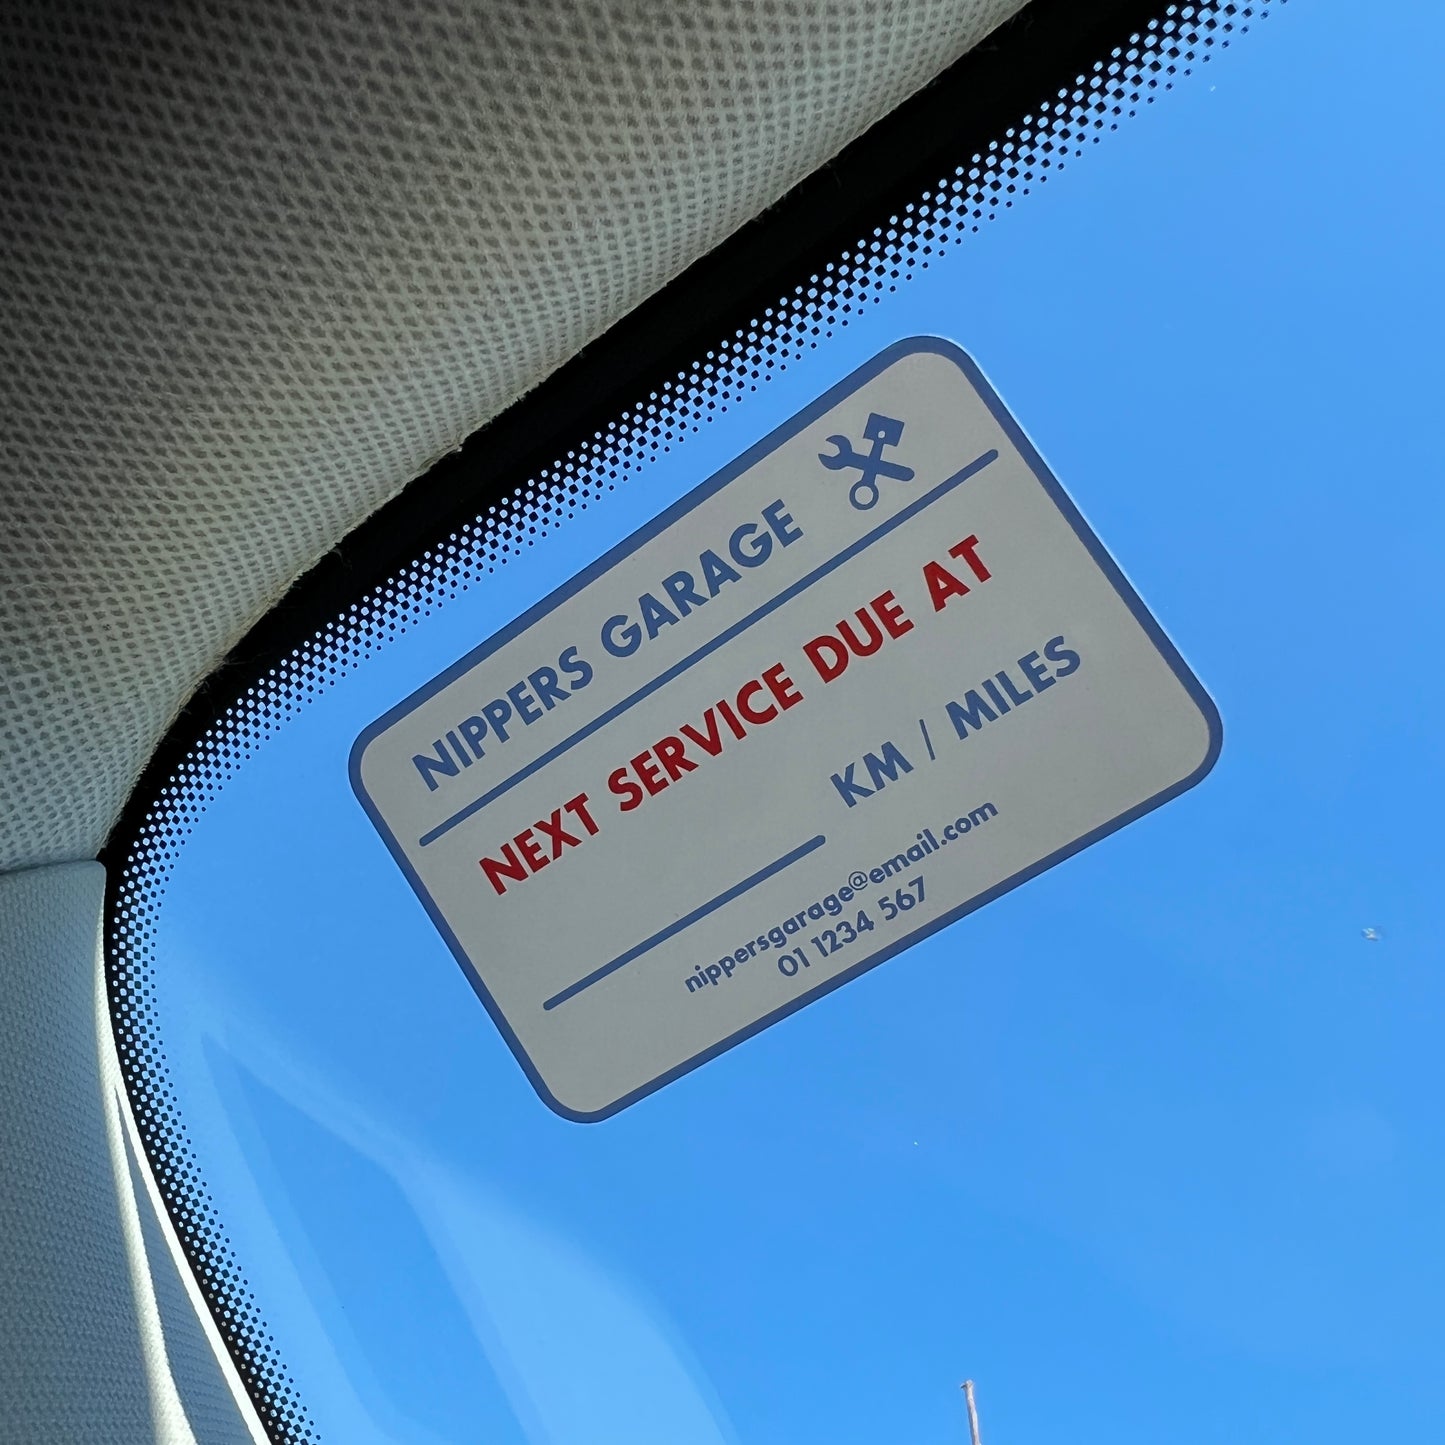 NIPPERS GARAGE
NEXT SERVICE DUE AT
KM / MILES
nippersgarage@email.com
01 1234 567